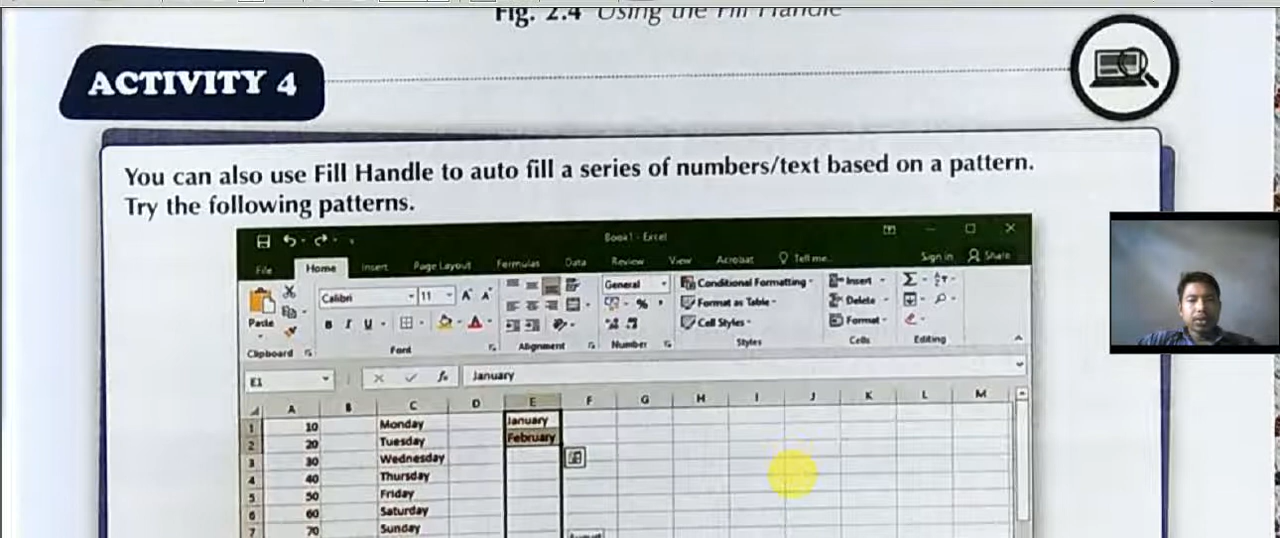 Fig. 2.4 Using the Fill Handle
ACTIVITY 4
You can also use Fill Handle to auto fill a series of numbers/text based on a pattern.
Try the following patterns.
Book1 - Excel
File Home Insert Page Layout Formulas Data Review View Acrobat Tell me... Sign in Share
Calibri 11 A A General Conditional Formatting Insert
Paste % Format as Table Delete
B I U A Cell Styles Format
Clipboard Font Alignment Number Styles Cells Editing
E1 fx January
A B C D E F G H I J K L M
1 10 Monday January
2 20 Tuesday February
3 30 Wednesday
4 40 Thursday
5 50 Friday
6 60 Saturday
7 70 Sunday